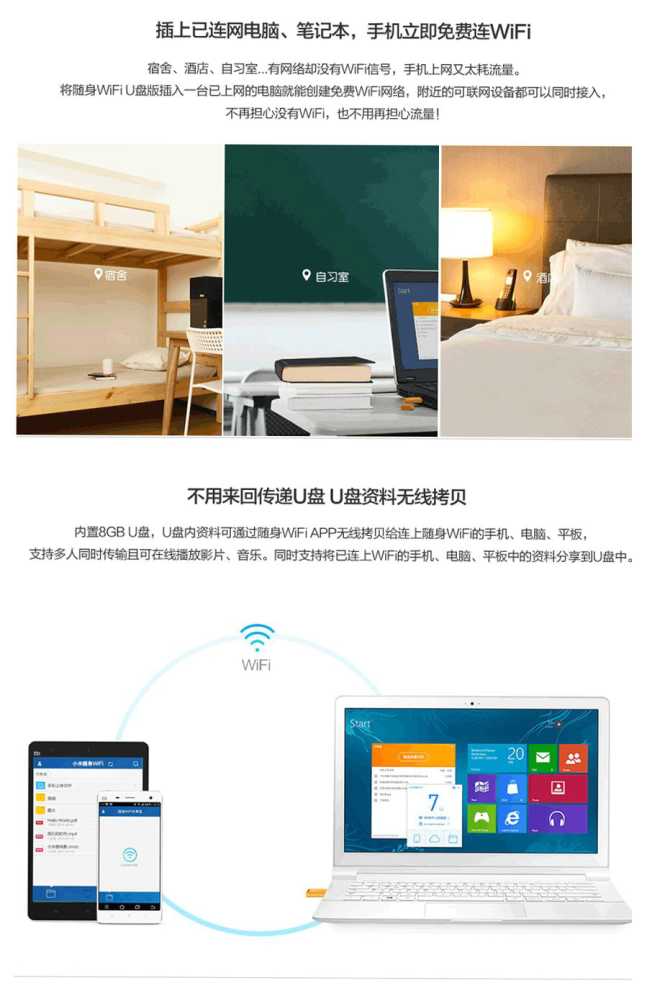 插上已连网电脑、笔记本，手机立即免费连WiFi
宿舍、酒店、自习室...有网络却没有WiFi信号，手机上网又太耗流量。
将随身WiFi U盘版插入一台已上网的电脑就能创建免费WiFi网络，附近的可联网设备都可以同时接入，
不再担心没有WiFi，也不用再担心流量！
宿舍
自习室
酒店
Start
不用来回传递U盘 U盘资料无线拷贝
内置8GB U盘，U盘内资料可通过随身WiFi APP无线拷贝给连上随身WiFi的手机、电脑、平板，
支持多人同时传输且可在线播放影片、音乐。同时支持将已连上WiFi的手机、电脑、平板中的资料分享到U盘中。
WiFi
Start
小米随身WiFi
20
7